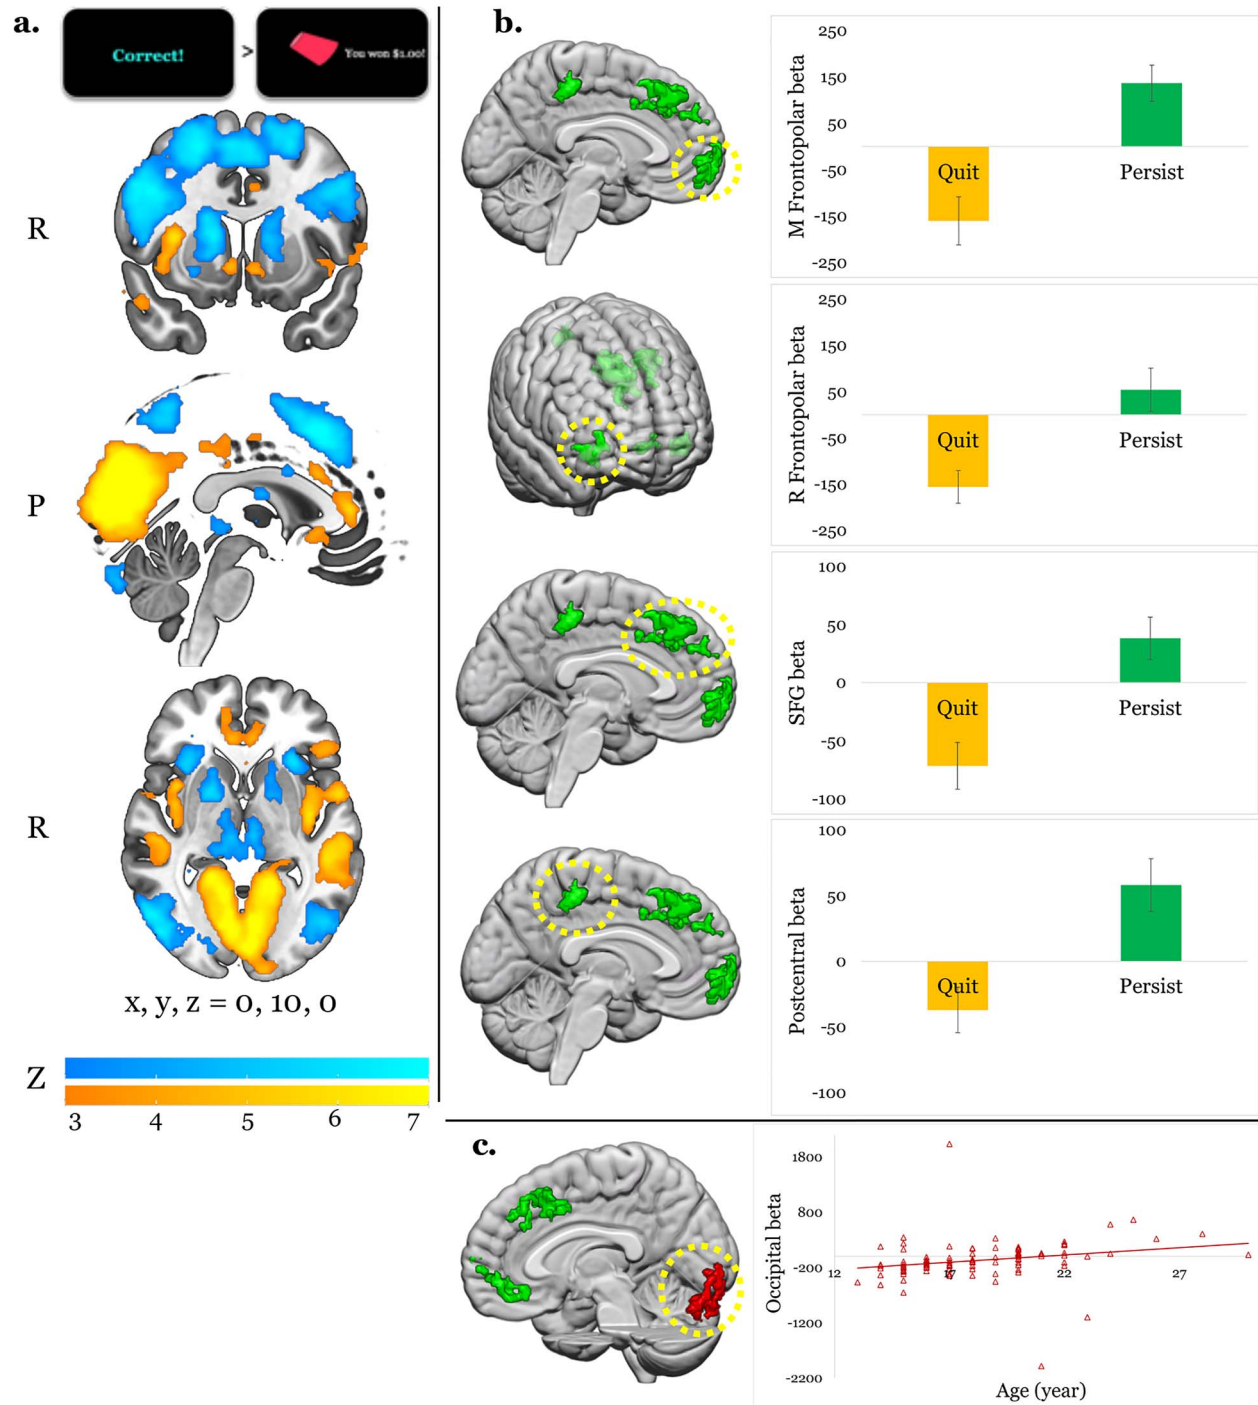 a.
Correct!
>
You won $1.00!
R
P
R
x, y, z = 0, 10, 0
Z
3 4 5 6 7
b.
M Frontopolar beta
250
150
50
-50
-150
-250
Quit
Persist
R Frontopolar beta
250
150
50
-50
-150
-250
Quit
Persist
SFG beta
100
50
0
-50
-100
Quit
Persist
Postcentral beta
100
50
0
-50
-100
Quit
Persist
c.
Occipital beta
1800
800
-200
-1200
-2200
12 17 22 27
Age (year)